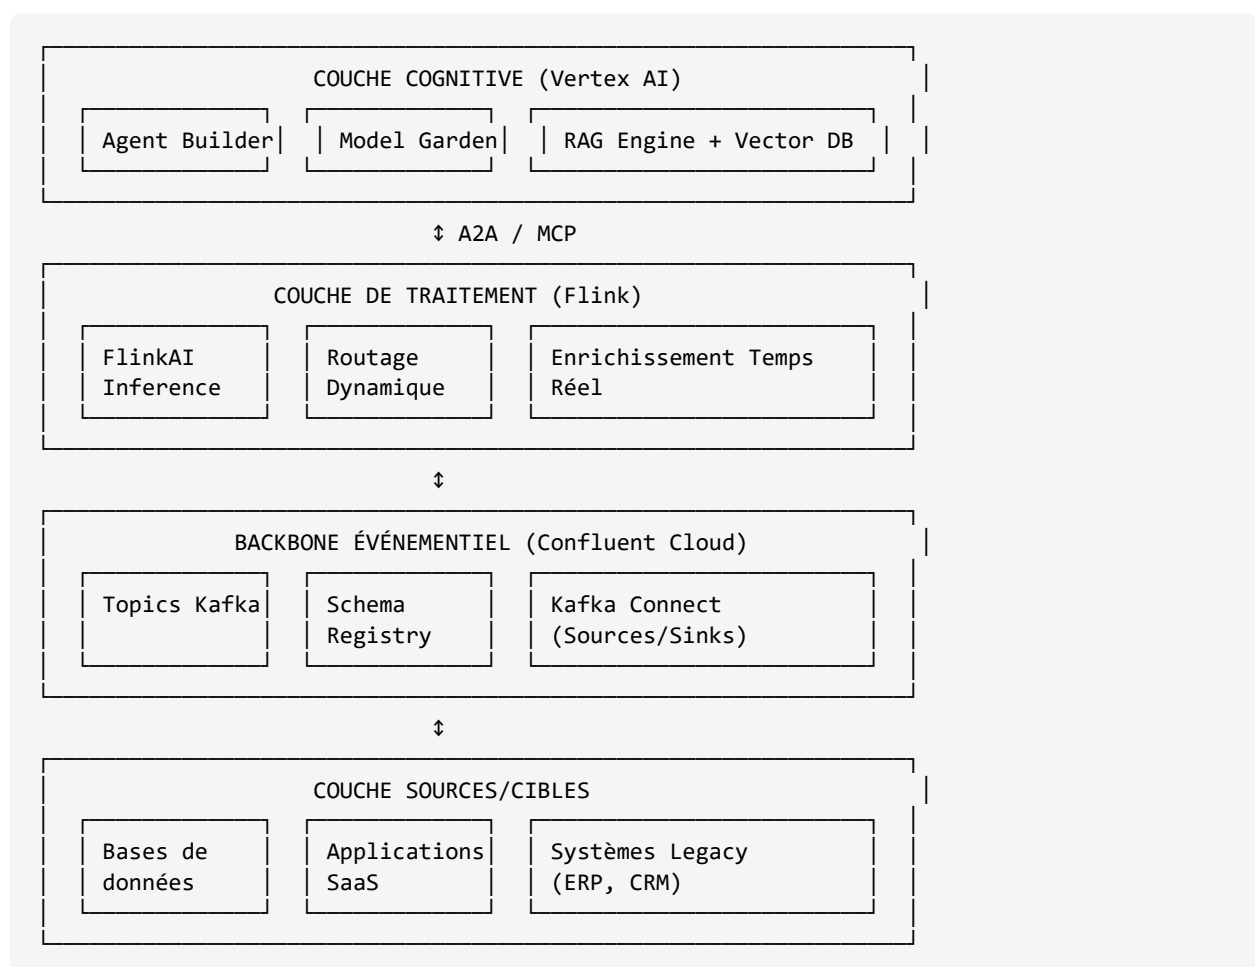 COUCHE COGNITIVE (Vertex AI)
Agent Builder Model Garden RAG Engine + Vector DB
↕ A2A / MCP
COUCHE DE TRAITEMENT (Flink)
FlinkAI Routage Enrichissement Temps
Inference Dynamique Réel
↕
BACKBONE ÉVÉNEMENTIEL (Confluent Cloud)
Topics Kafka Schema Kafka Connect
Registry (Sources/Sinks)
↕
COUCHE SOURCES/CIBLES
Bases de Applications Systèmes Legacy
données SaaS (ERP, CRM)